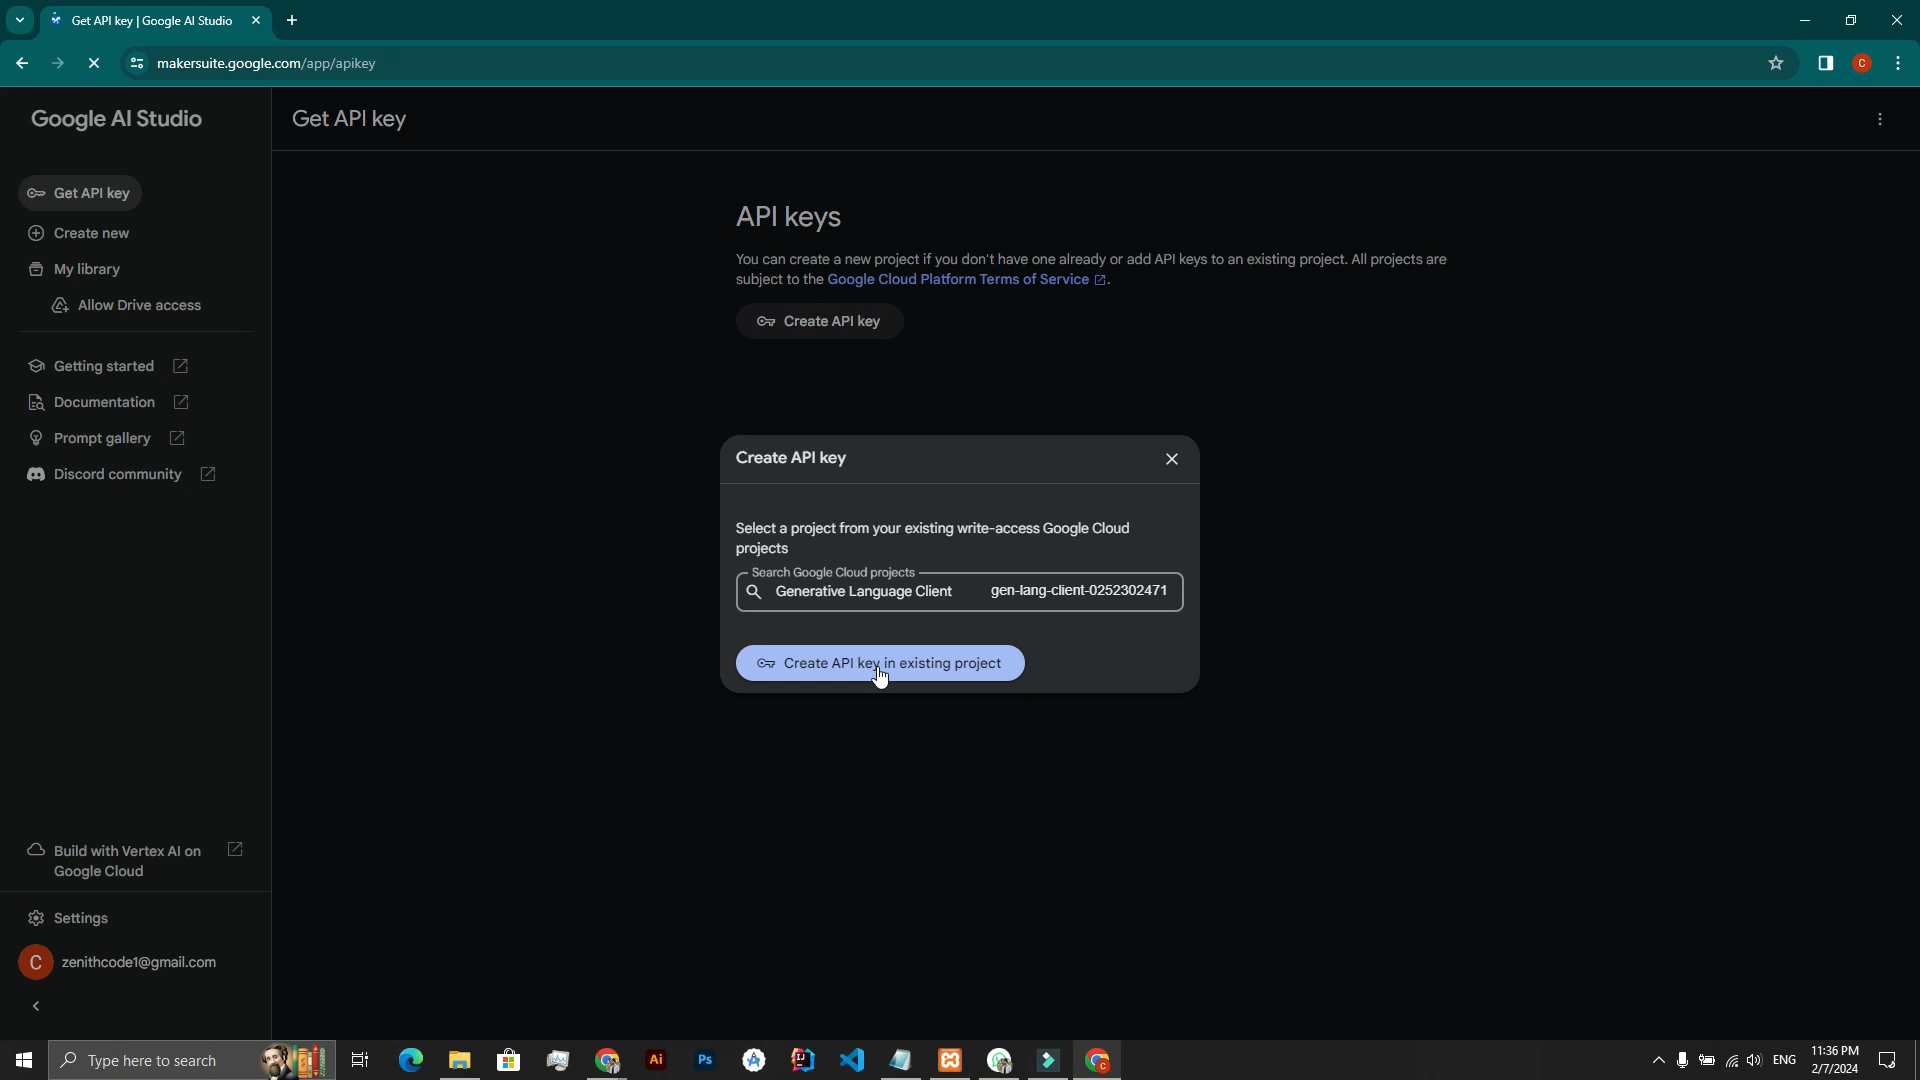 Get API key | Google AI Studio
makersuite.google.com/app/apikey
C
Google AI Studio
Get API key
Get API key
Create new
My library
Allow Drive access
Getting started
Documentation
Prompt gallery
Discord community
API keys
You can create a new project if you don't have one already or add API keys to an existing project. All projects are
subject to the Google Cloud Platform Terms of Service.
Create API key
Create API key
Select a project from your existing write-access Google Cloud
projects
Search Google Cloud projects
Generative Language Client gen-lang-client-0252302471
Create API key in existing project
Build with Vertex AI on
Google Cloud
Settings
C zenithcode1@gmail.com
Type here to search
Ai
Ps
IJ
C
ENG
11:36 PM
2/7/2024